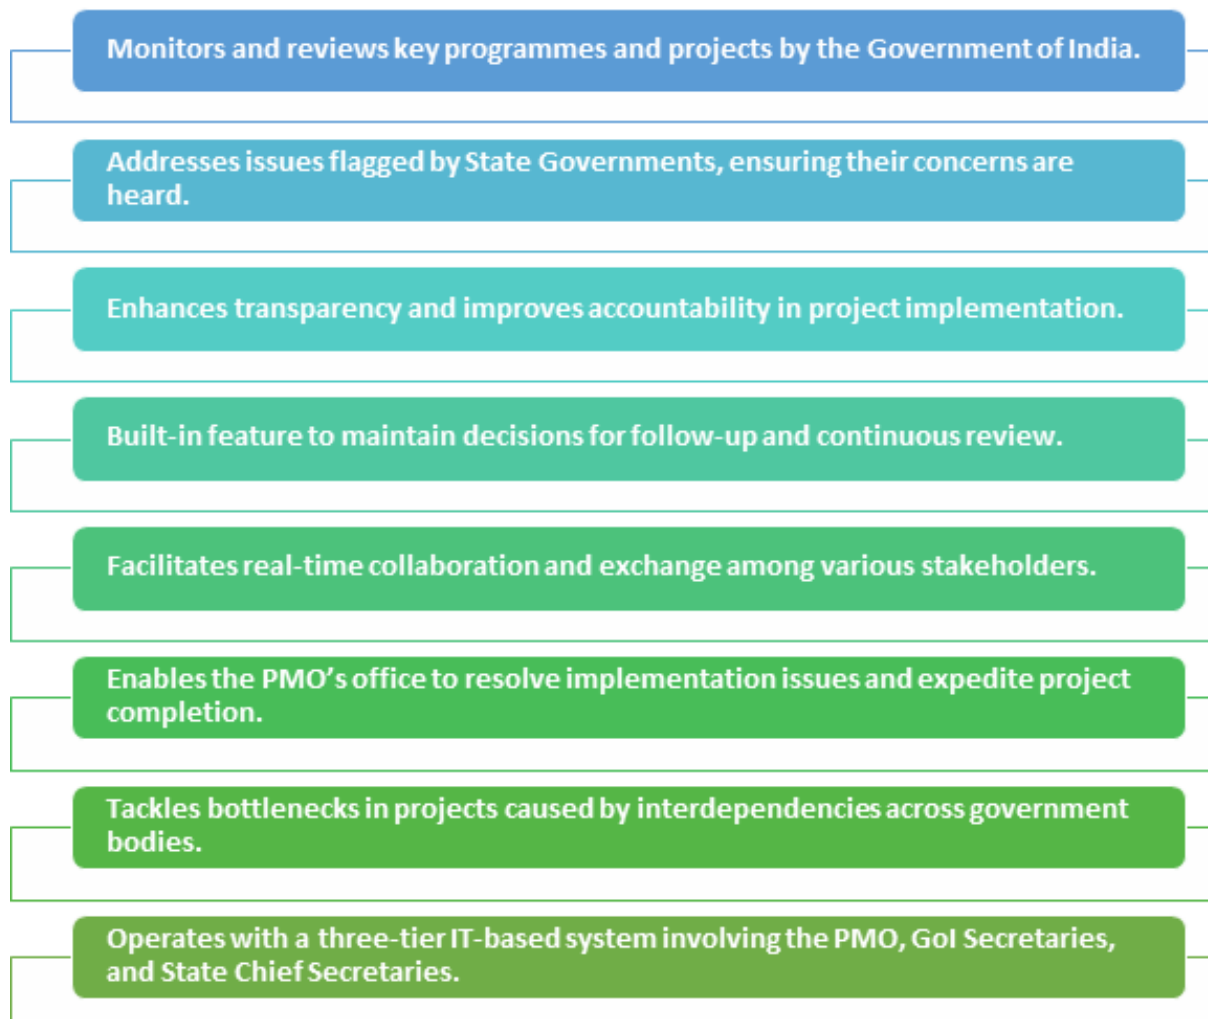 Monitors and reviews key programmes and projects by the Government of India.
Addresses issues flagged by State Governments, ensuring their concerns are
heard.
Enhances transparency and improves accountability in project implementation.
Built-in feature to maintain decisions for follow-up and continuous review.
Facilitates real-time collaboration and exchange among various stakeholders.
Enables the PMO’s office to resolve implementation issues and expedite project
completion.
Tackles bottlenecks in projects caused by interdependencies across government
bodies.
Operates with a three-tier IT-based system involving the PMO, GoI Secretaries,
and State Chief Secretaries.